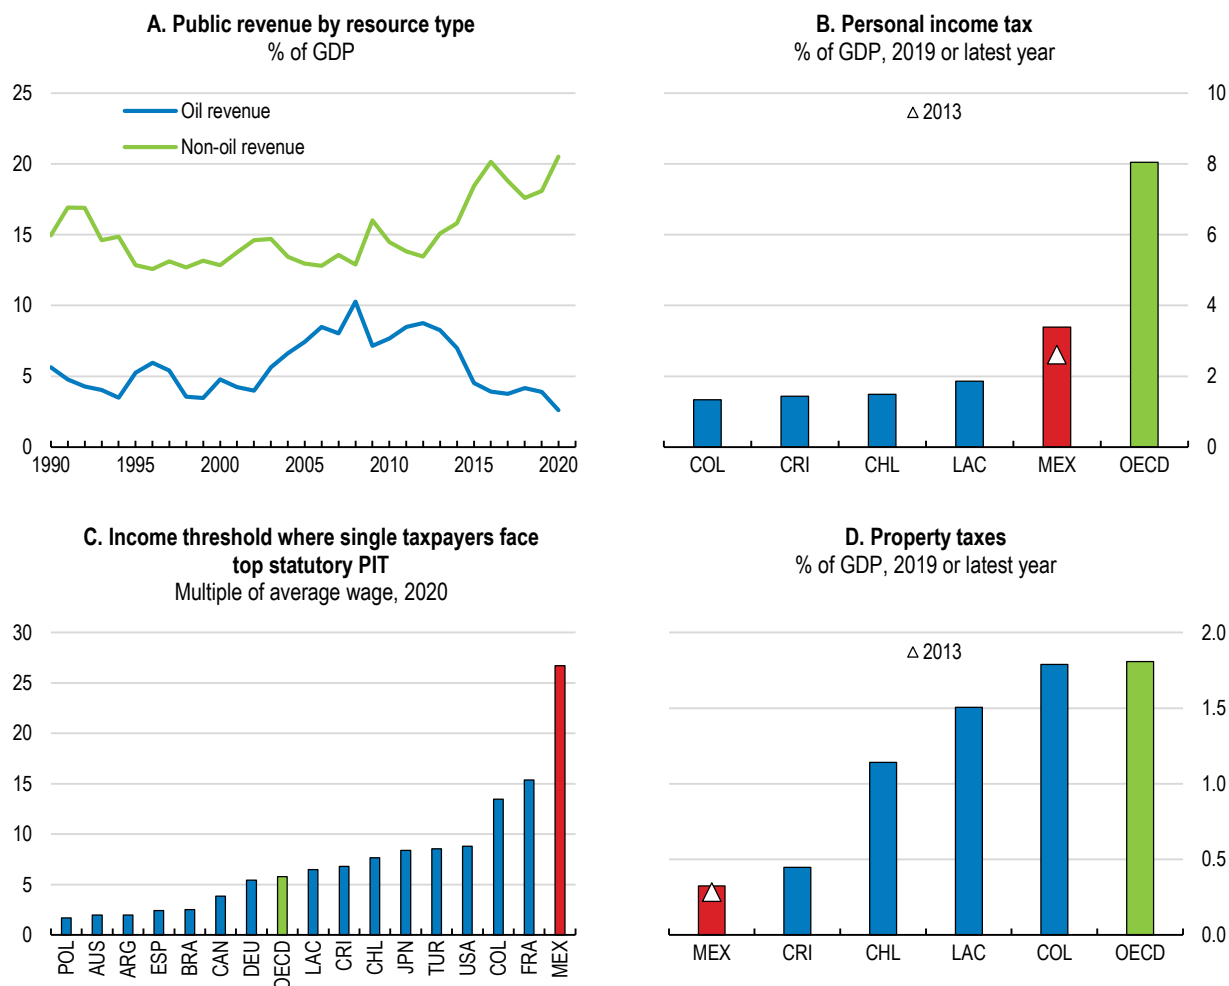 A. Public revenue by resource type
% of GDP
25
20
15
10
5
0
Oil revenue
Non-oil revenue
1990 1995 2000 2005 2010 2015 2020
B. Personal income tax
% of GDP, 2019 or latest year
2013
10
8
6
4
2
0
COL CRI CHL LAC MEX OECD
C. Income threshold where single taxpayers face
top statutory PIT
Multiple of average wage, 2020
30
25
20
15
10
5
0
POL AUS ARG ESP BRA CAN DEU OECD LAC CRI CHL JPN TUR USA COL FRA MEX
D. Property taxes
% of GDP, 2019 or latest year
2013
2.0
1.5
1.0
0.5
0.0
MEX CRI CHL LAC COL OECD